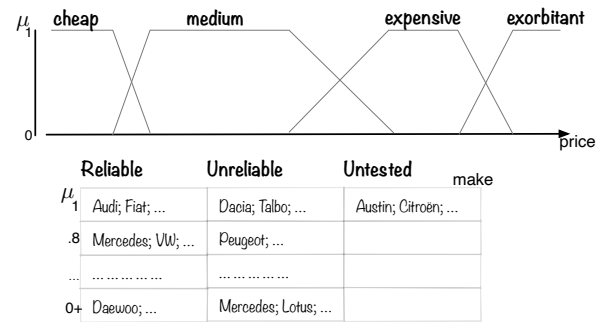 μ
cheap medium expensive exorbitant
1
0
price
Reliable Unreliable Untested
make
μ
1 Audi; Fiat; ... Dacia; Talbo; ... Austin; Citroën; ...
.8 Mercedes; VW; ... Peugeot; ...
... ... ... ... ... ... ... ... ... ... ...
0+ Daewoo; ... Mercedes; Lotus; ...